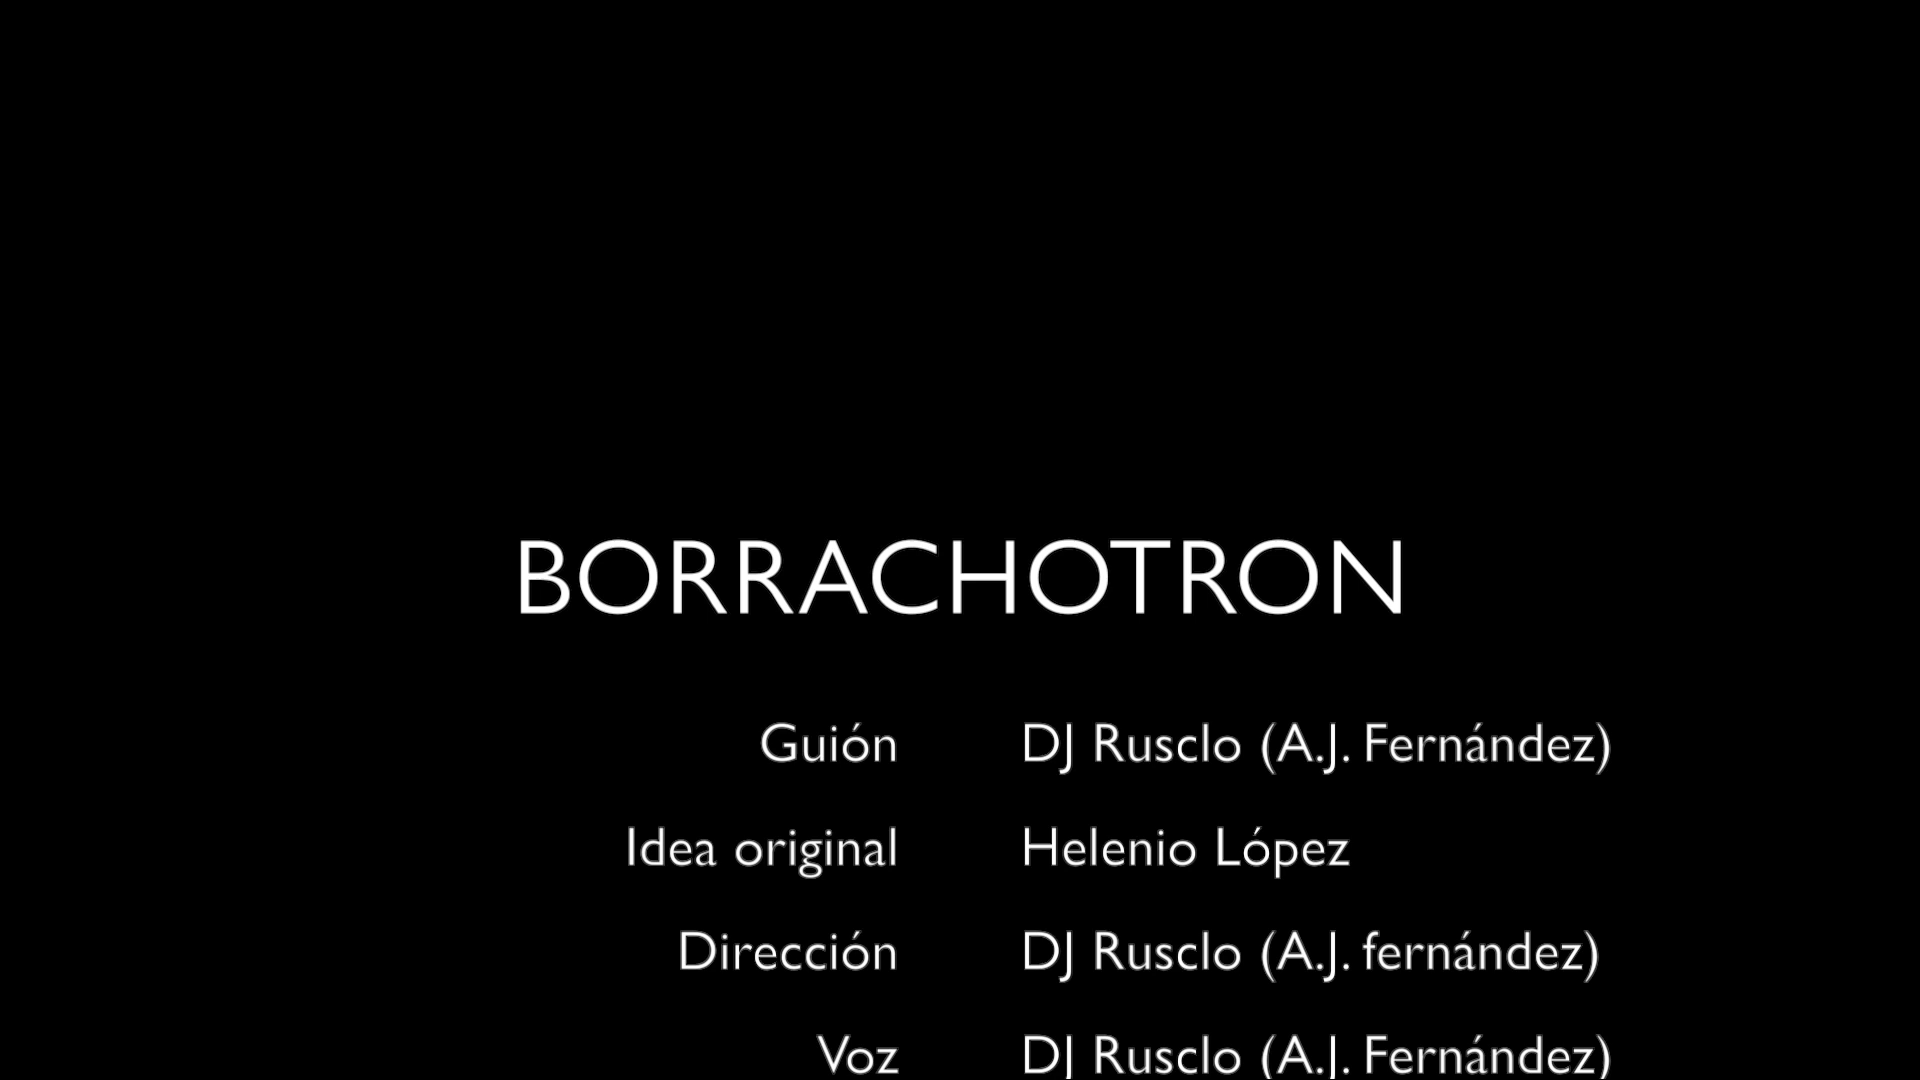 BORRACHOTRON
Guión DJ Rusclo (A.J. Fernández)
Idea original Helenio López
Dirección DJ Rusclo (A.J. fernández)
Voz DJ Rusclo (A.J. Fernández)